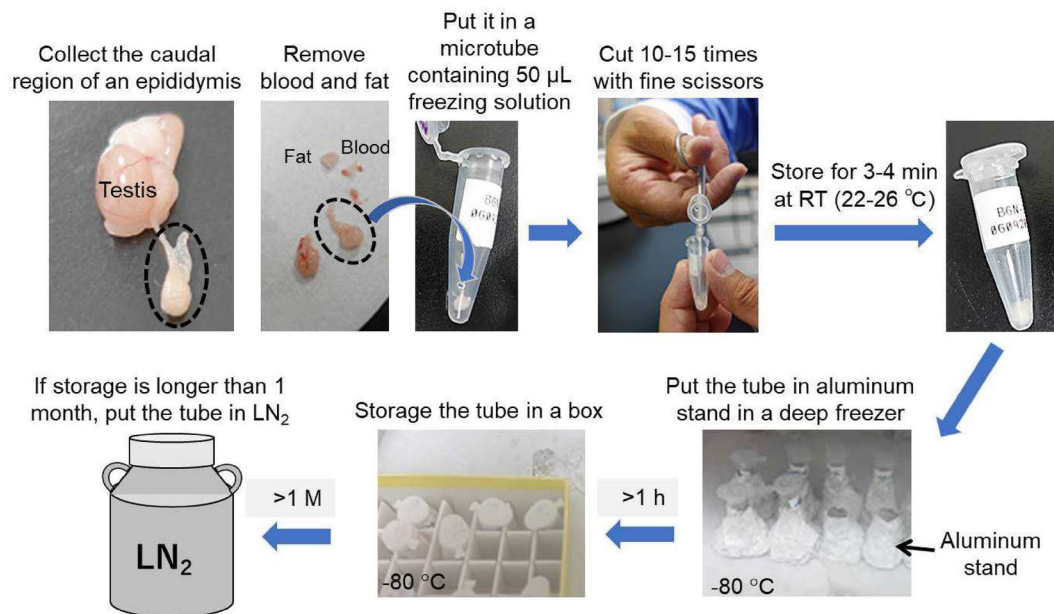 Collect the caudal
region of an epididymis
Remove
blood and fat
Put it in a
microtube
containing 50 µL
freezing solution
Cut 10-15 times
with fine scissors
Testis
Fat
Blood
Store for 3-4 min
at RT (22-26 °C)
B6N-
060928
If storage is longer than 1
month, put the tube in LN₂
Storage the tube in a box
Put the tube in aluminum
stand in a deep freezer
LN₂
>1 M
-80 °C
>1 h
-80 °C
Aluminum
stand